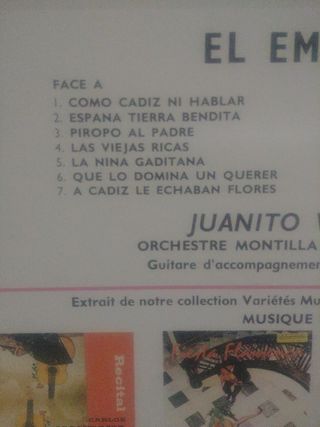 EL EM
FACE A
1. COMO CADIZ NI HABLAR
2. ESPANA TIERRA BENDITA
3. PIROPO AL PADRE
4. LAS VIEJAS RICAS
5. LA NINA GADITANA
6. QUE LO DOMINA UN QUERER
7. A CADIZ LE ECHABAN FLORES
JUANITO V
ORCHESTRE MONTILLA
Guitare d'accompagnemen
Extrait de notre collection Variétés Mu
MUSIQUE
Recital
CARLOS